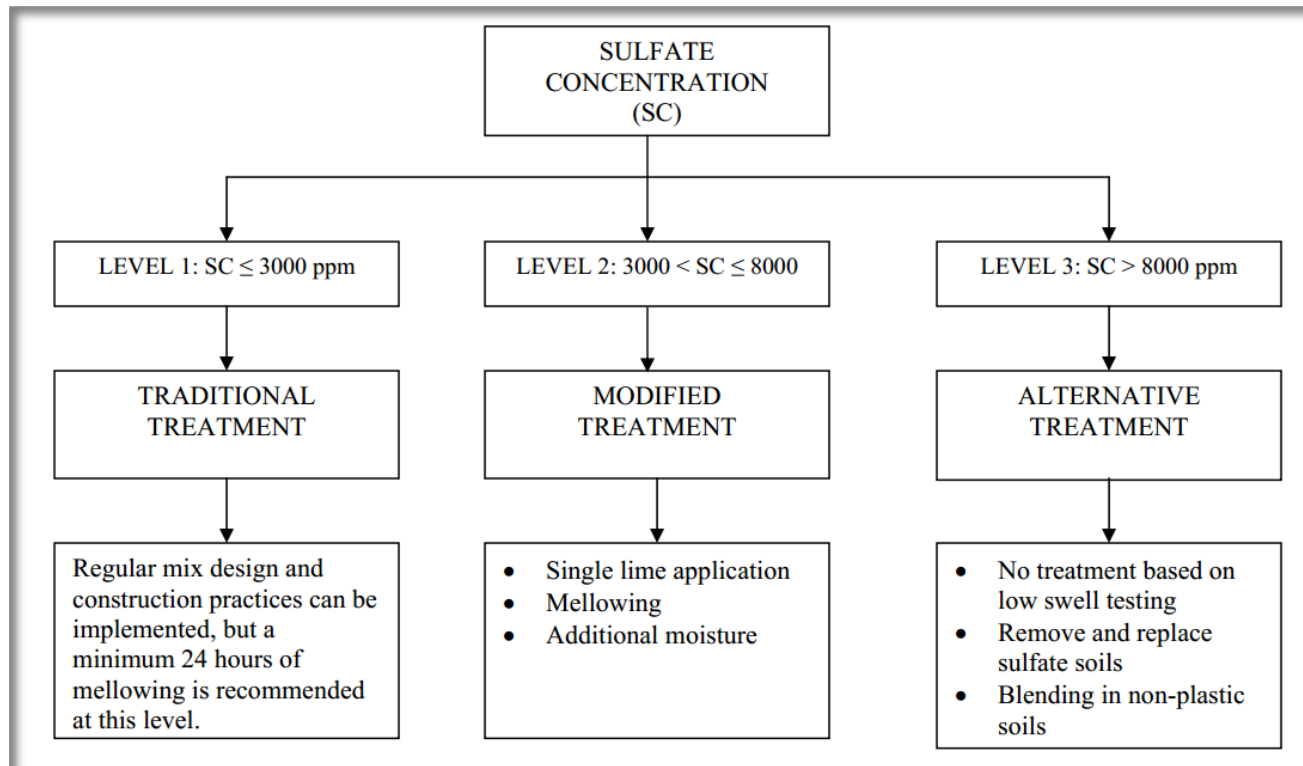 SULFATE
CONCENTRATION
(SC)
LEVEL 1: SC ≤ 3000 ppm
LEVEL 2: 3000 < SC ≤ 8000
LEVEL 3: SC > 8000 ppm
TRADITIONAL
TREATMENT
MODIFIED
TREATMENT
ALTERNATIVE
TREATMENT
Regular mix design and
construction practices can be
implemented, but a
minimum 24 hours of
mellowing is recommended
at this level.
• Single lime application
• Mellowing
• Additional moisture
• No treatment based on
low swell testing
• Remove and replace
sulfate soils
• Blending in non-plastic
soils